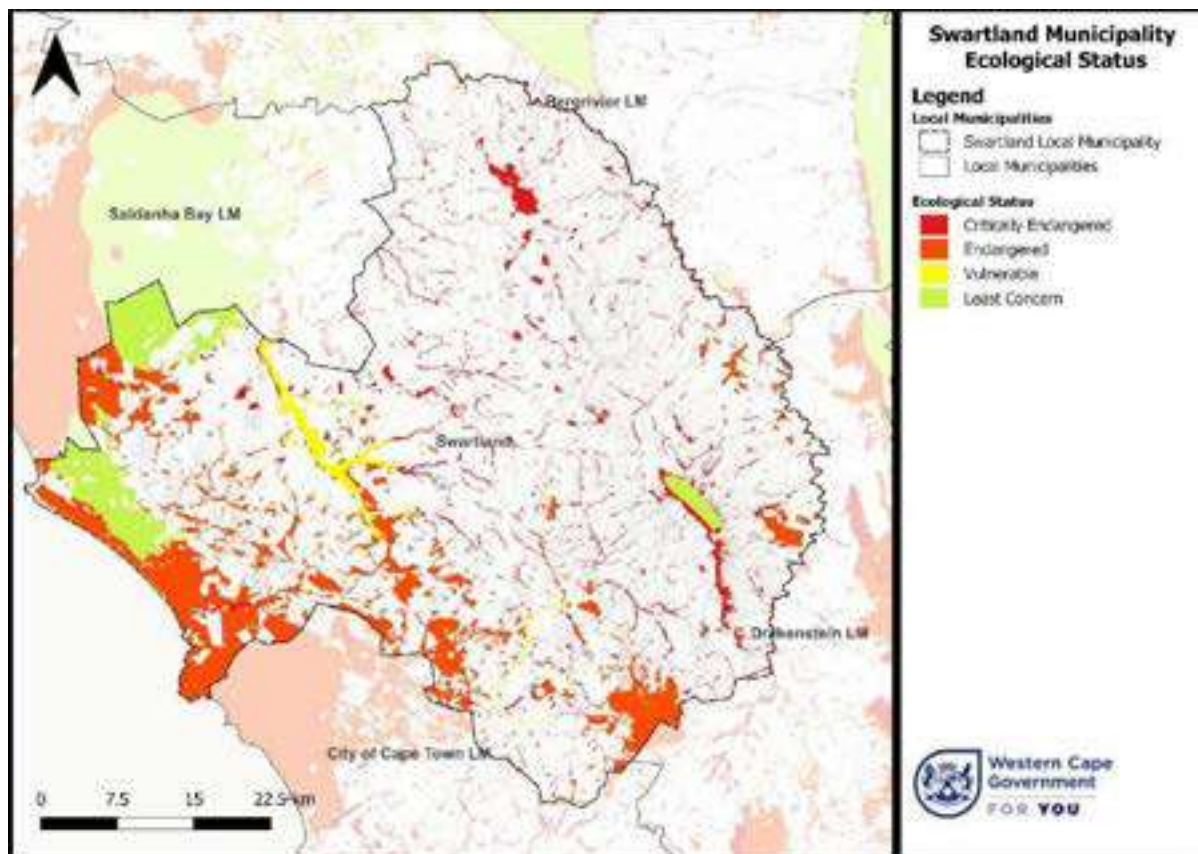 Swartland Municipality
Ecological Status
Legend
Local Municipalities
Swartland Local Municipality
Local Municipalities
Ecological Status
Critically Endangered
Endangered
Vulnerable
Least Concern
Bergrivier LM
Saldanha Bay LM
Swartland
Drakenstein LM
City of Cape Town LM
0 7.5 15 22.5 km
Western Cape
Government
FOR YOU